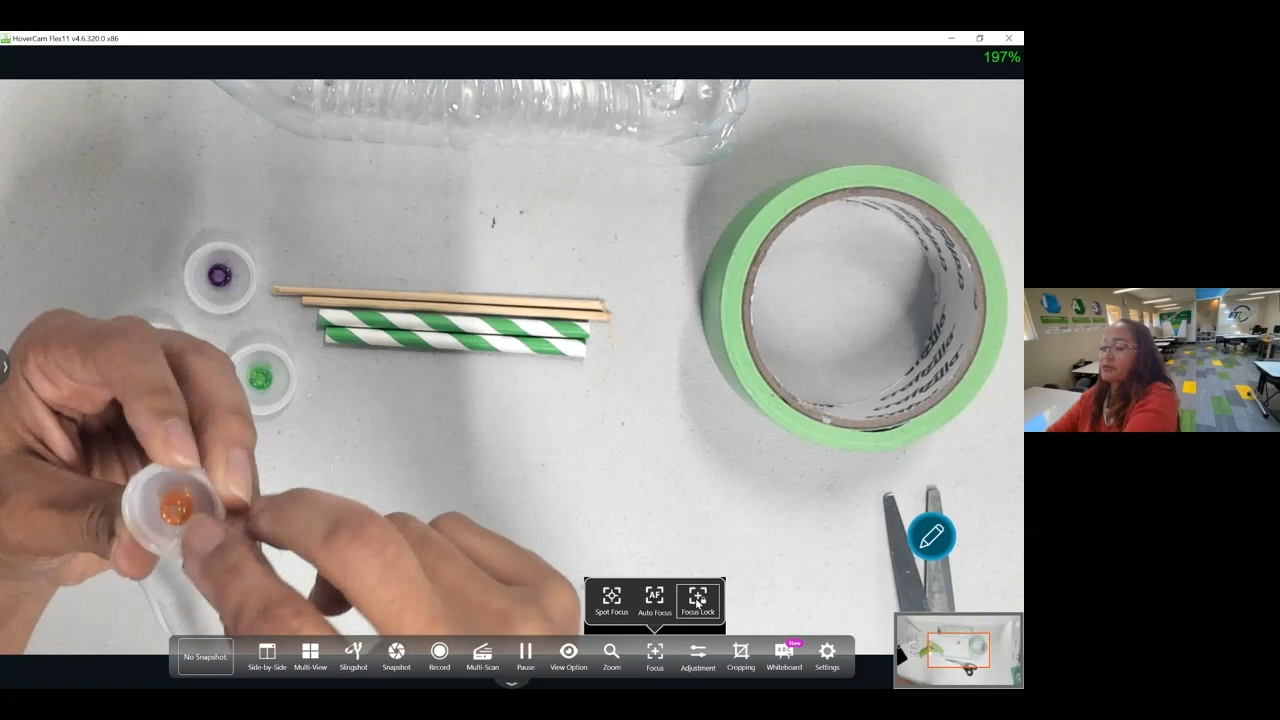 HoverCam Flex11 v4.6.320.0 x86
197%
Spot Focus
AF
Auto Focus
Focus Lock
No Snapshot.
Side-by-Side
Multi-View
Slingshot
Snapshot
Record
Multi-Scan
Pause
View Option
Zoom
Focus
Adjustment
Cropping
New
Whiteboard
Settings